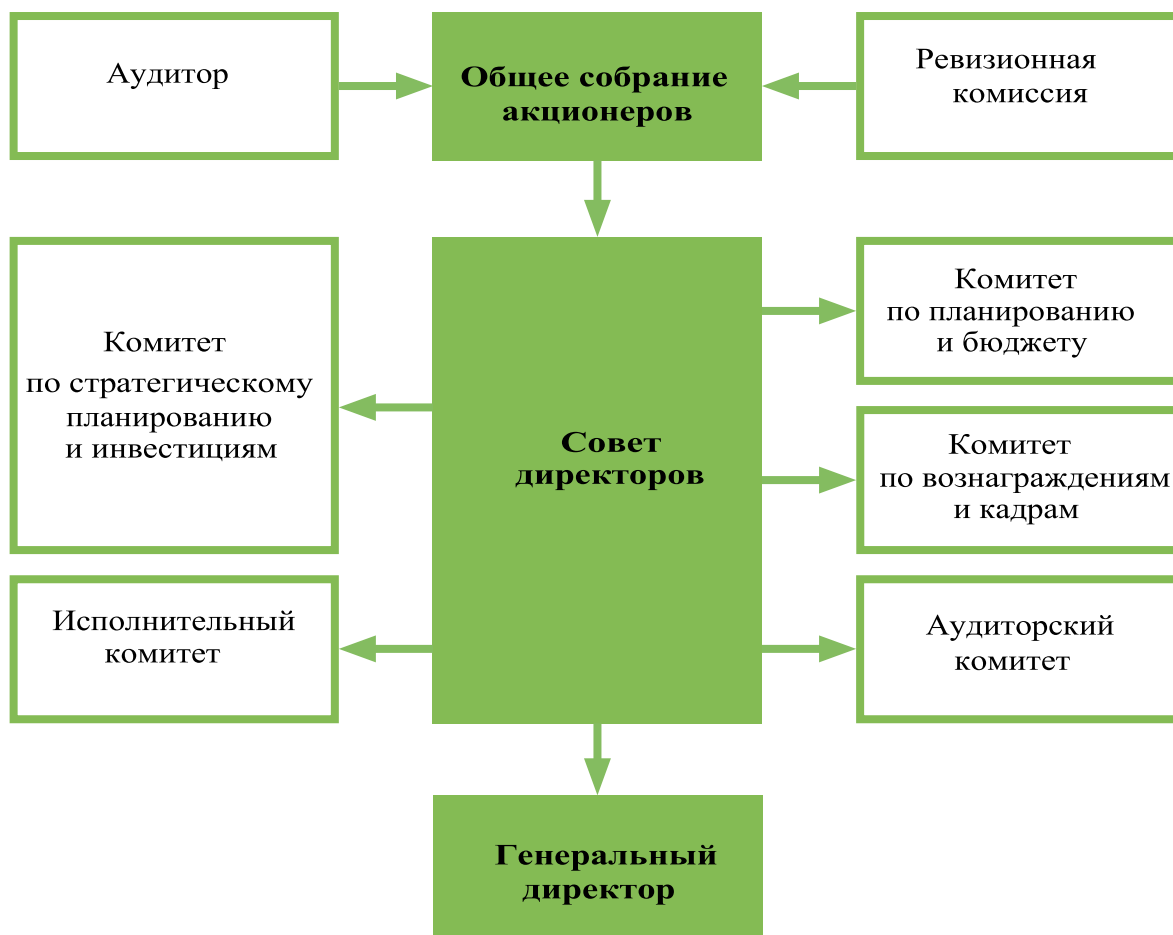 Аудитор
Общее собрание
акционеров
Ревизионная
комиссия
Комитет
по стратегическому
планированию
и инвестициям
Совет
директоров
Комитет
по планированию
и бюджету
Комитет
по вознаграждениям
и кадрам
Исполнительный
комитет
Аудиторский
комитет
Генеральный
директор